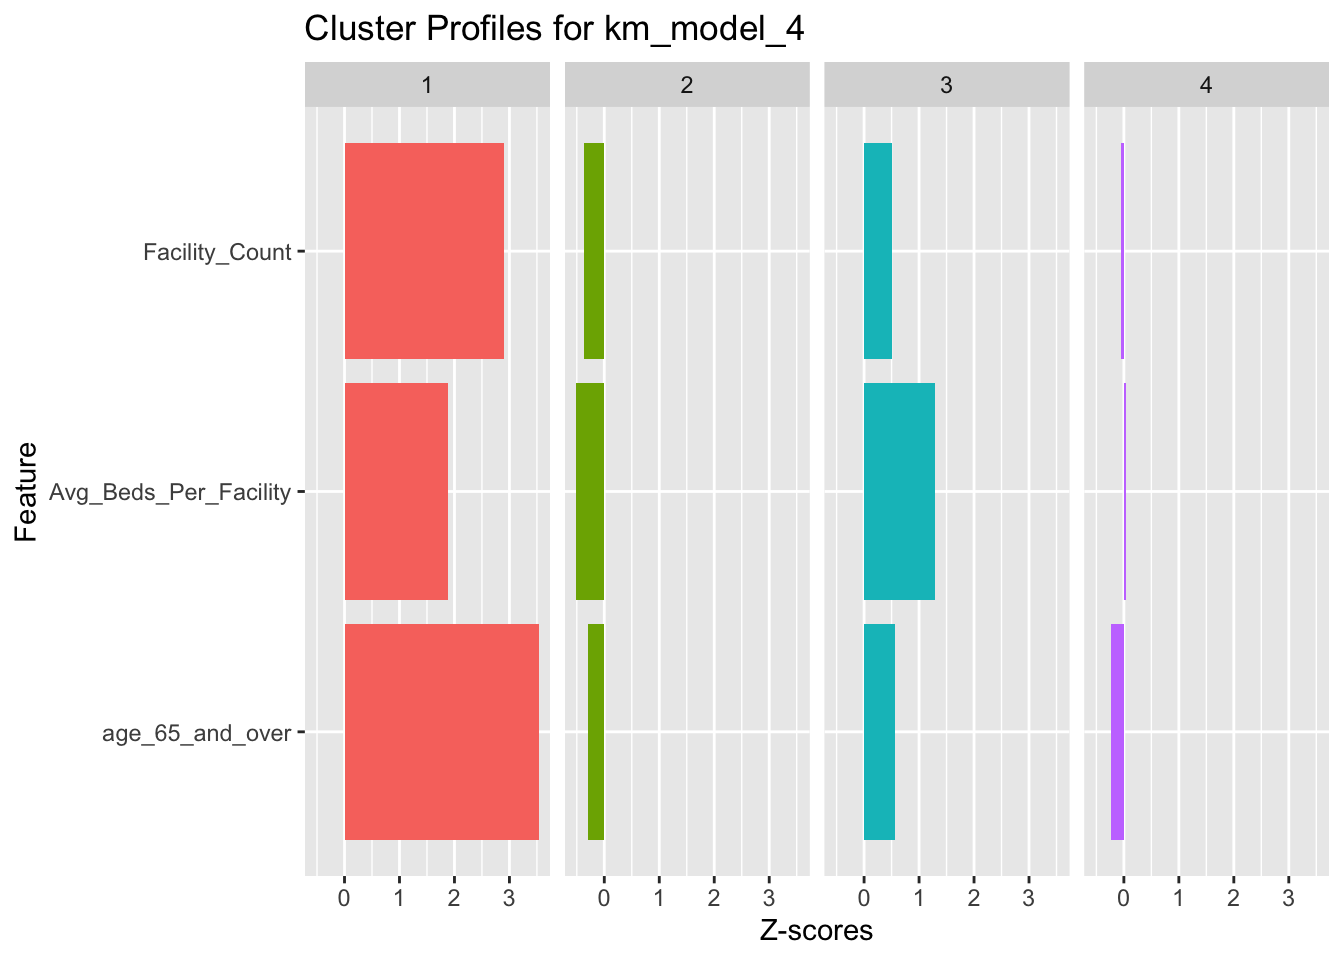 Cluster Profiles for km_model_4
1 2 3 4
Facility_Count
Avg_Beds_Per_Facility
age_65_and_over
Feature
0 1 2 3 0 1 2 3 0 1 2 3 0 1 2 3
Z-scores